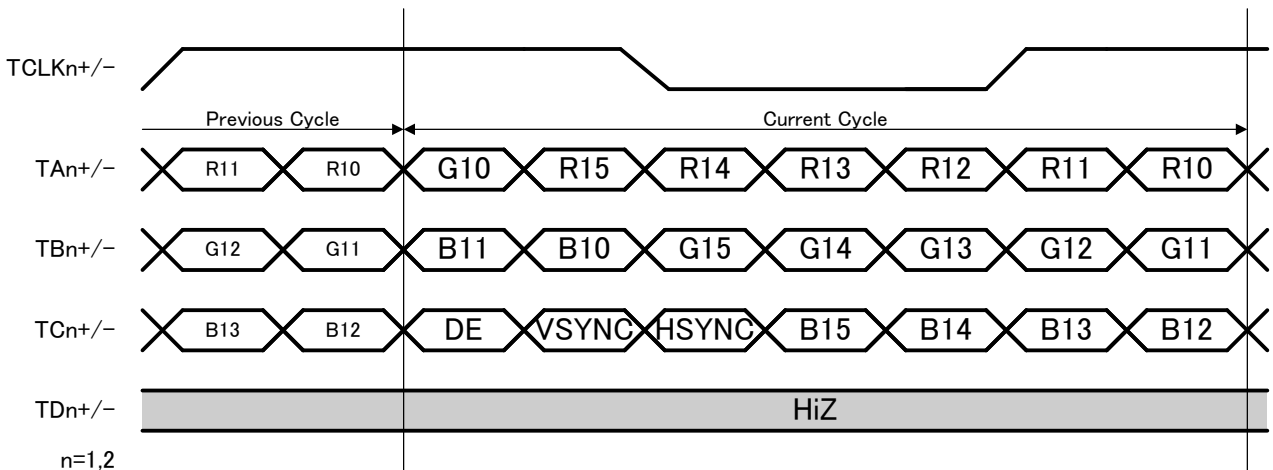 TCLKn+/-
Previous Cycle Current Cycle
TAn+/- R11 R10 G10 R15 R14 R13 R12 R11 R10
TBn+/- G12 G11 B11 B10 G15 G14 G13 G12 G11
TCn+/- B13 B12 DE VSYNC HSYNC B15 B14 B13 B12
TDn+/- HiZ
n=1,2